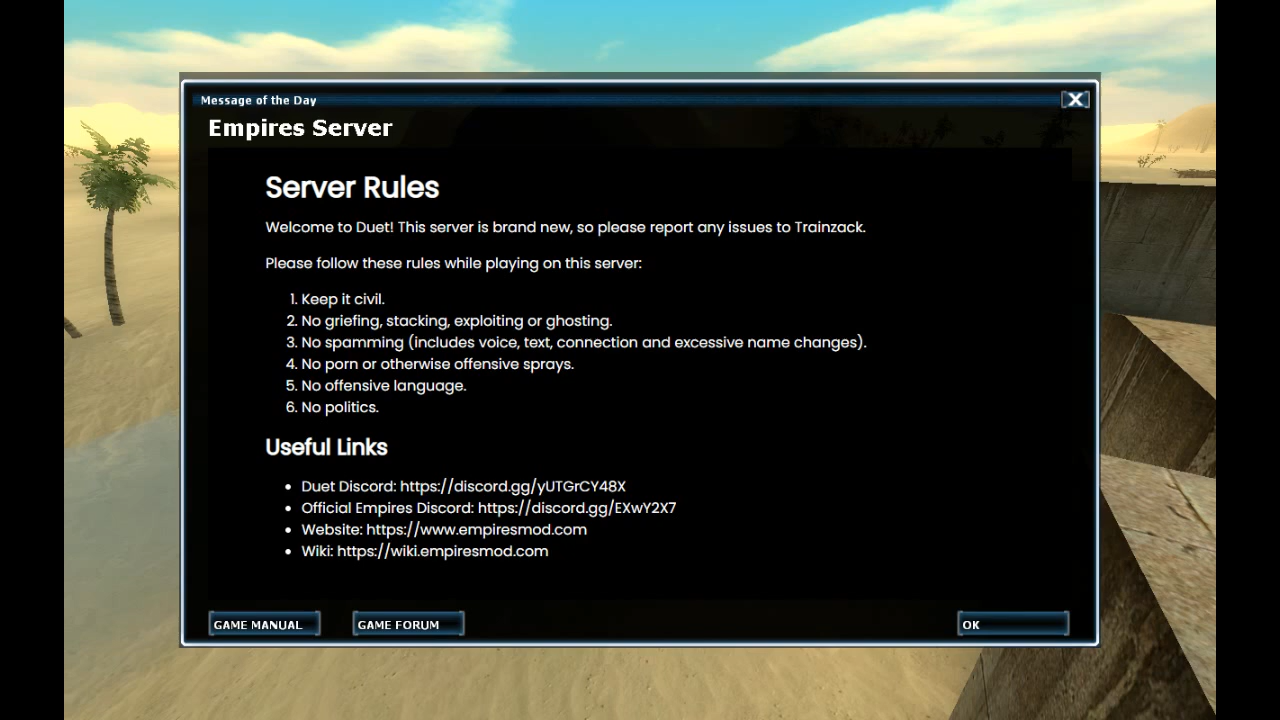 Message of the Day
Empires Server
Server Rules
Welcome to Duet! This server is brand new, so please report any issues to Trainzack.
Please follow these rules while playing on this server:
1. Keep it civil.
2. No griefing, stacking, exploiting or ghosting.
3. No spamming (includes voice, text, connection and excessive name changes).
4. No porn or otherwise offensive sprays.
5. No offensive language.
6. No politics.
Useful Links
• Duet Discord: https://discord.gg/yUTGrCY48X
• Official Empires Discord: https://discord.gg/EXwY2X7
• Website: https://www.empiresmod.com
• Wiki: https://wiki.empiresmod.com
GAME MANUAL
GAME FORUM
OK